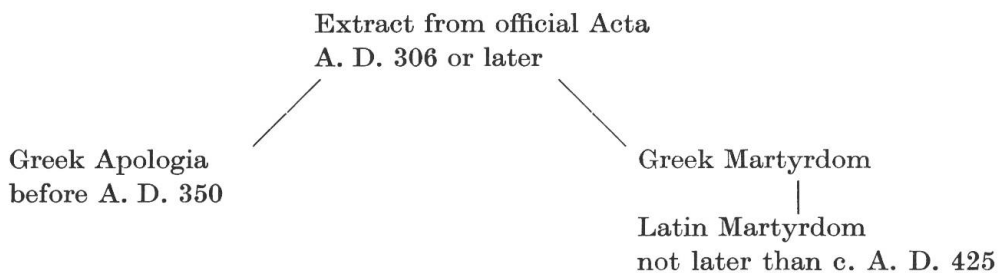 Extract from official Acta
A. D. 306 or later
Greek Apologia
before A. D. 350
Greek Martyrdom
Latin Martyrdom
not later than c. A. D. 425